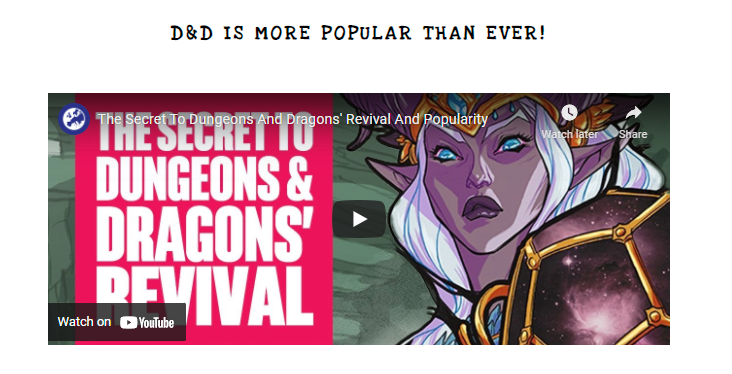 D&D IS MORE POPULAR THAN EVER!
The Secret To Dungeons And Dragons' Revival And Popularity
Watch later
Share
THE SECRET TO
DUNGEONS &
DRAGONS'
REVIVAL
Watch on YouTube